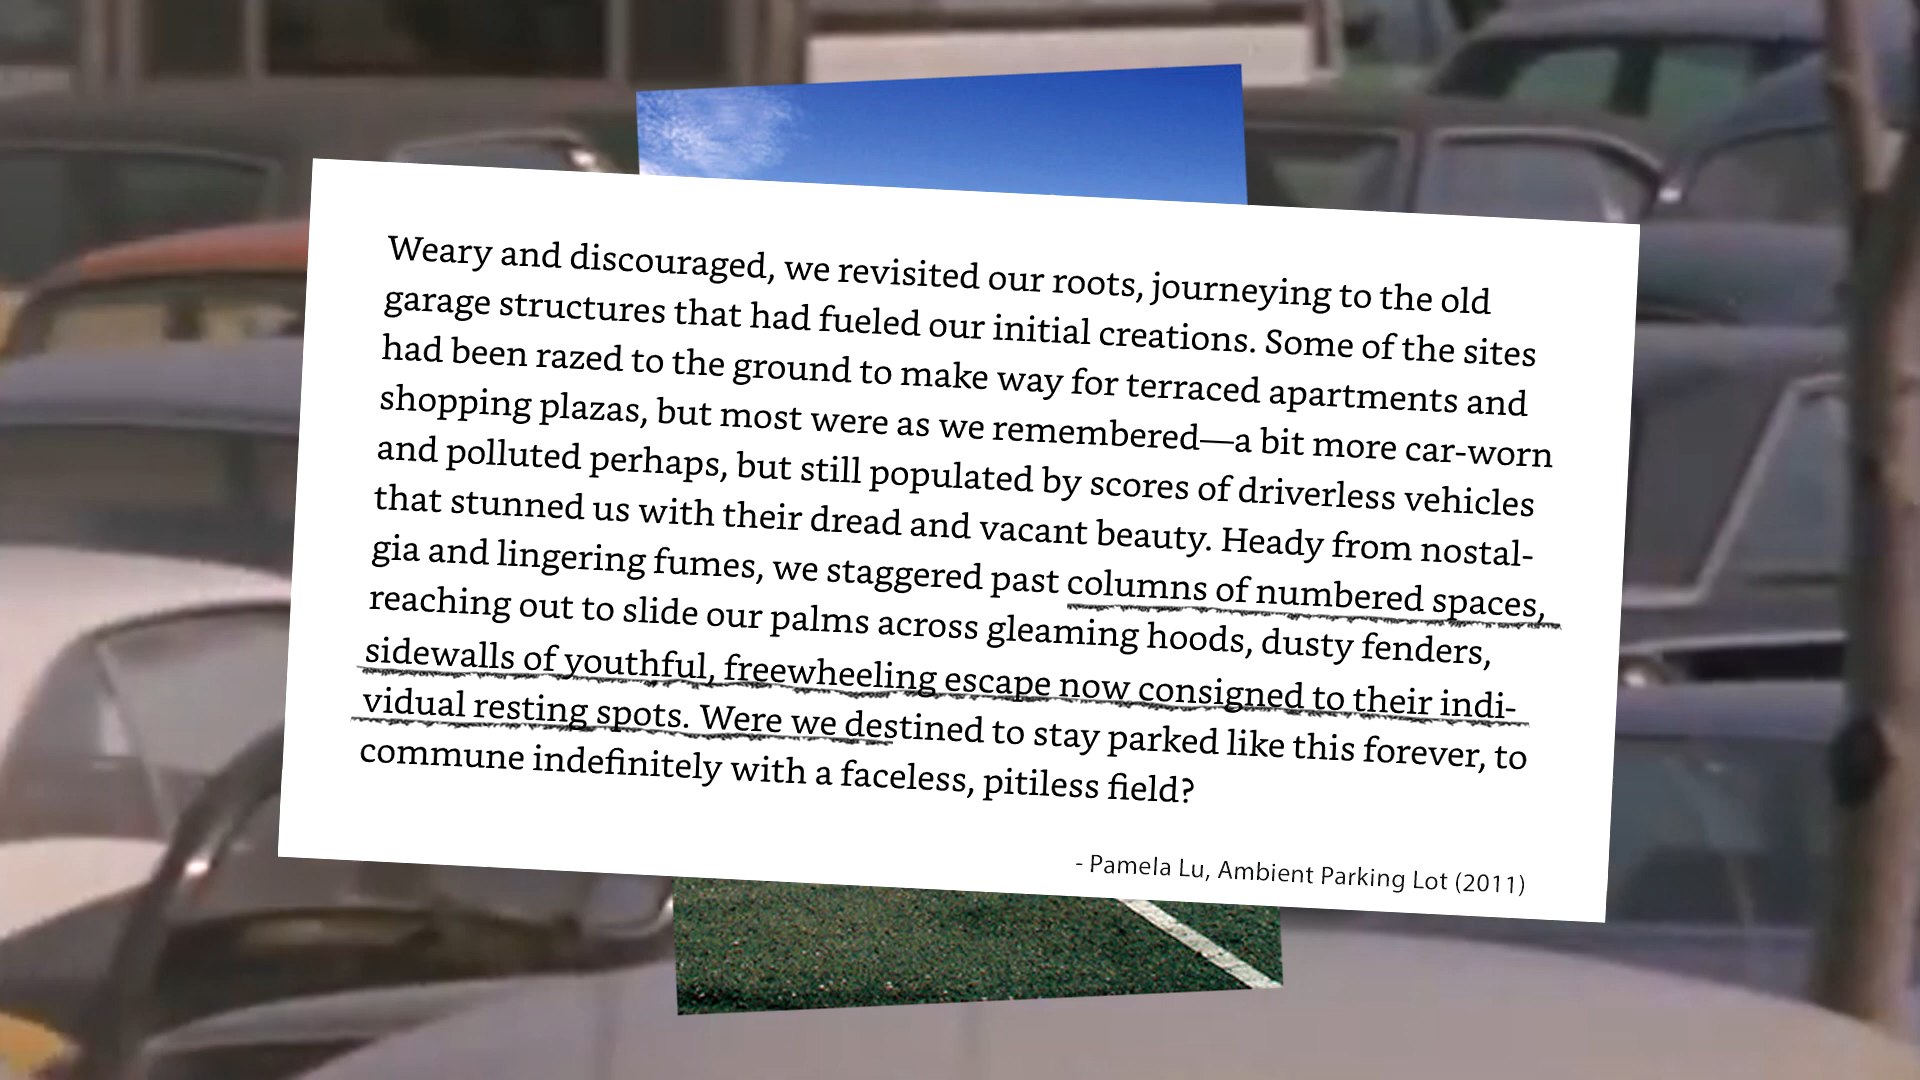 Weary and discouraged, we revisited our roots, journeying to the old
garage structures that had fueled our initial creations. Some of the sites
had been razed to the ground to make way for terraced apartments and
shopping plazas, but most were as we remembered—a bit more car-worn
and polluted perhaps, but still populated by scores of driverless vehicles
that stunned us with their dread and vacant beauty. Heady from nostal-
gia and lingering fumes, we staggered past columns of numbered spaces,
reaching out to slide our palms across gleaming hoods, dusty fenders,
sidewalls of youthful, freewheeling escape now consigned to their indi-
vidual resting spots. Were we destined to stay parked like this forever, to
commune indefinitely with a faceless, pitiless field?
- Pamela Lu, Ambient Parking Lot (2011)